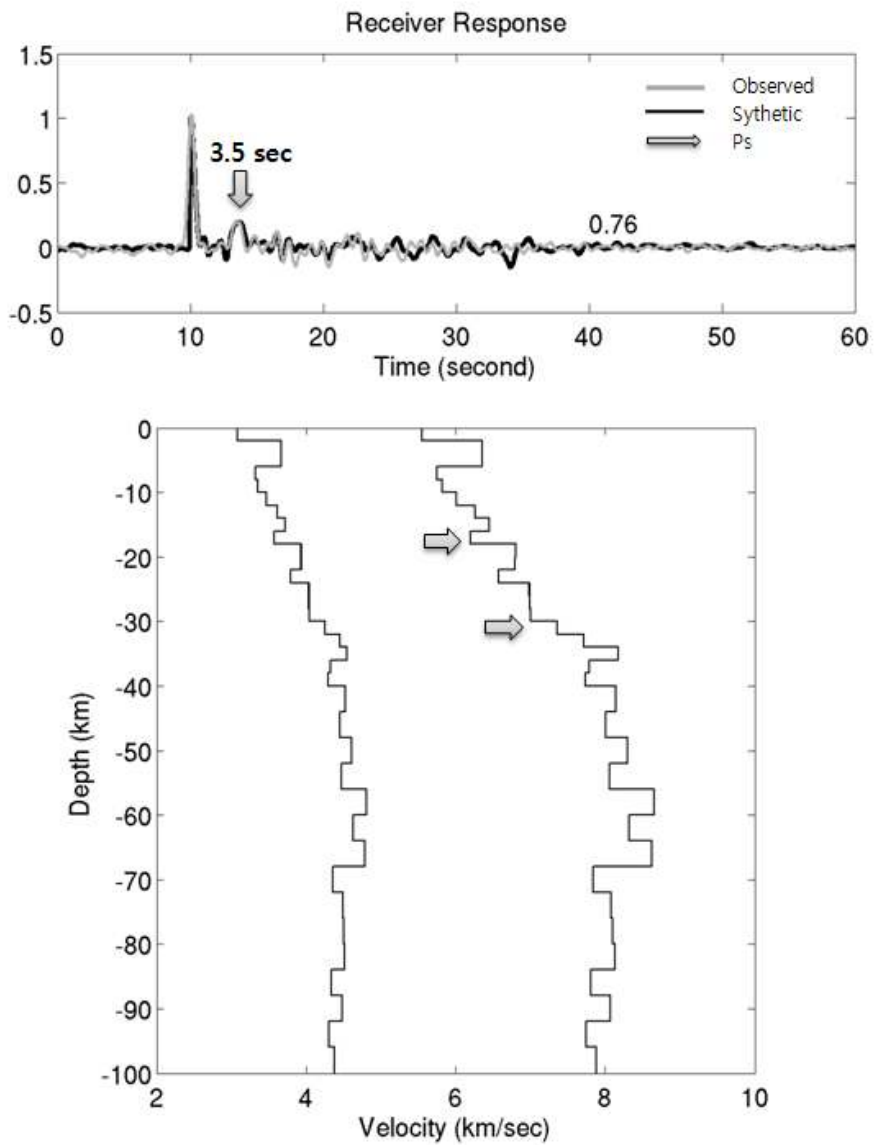 Receiver Response
1.5
1
0.5
0
-0.5
Observed
Sythetic
Ps
3.5 sec
0.76
0 10 20 30 40 50 60
Time (second)
0
-10
-20
-30
-40
-50
-60
-70
-80
-90
-100
Depth (km)
2 4 6 8 10
Velocity (km/sec)